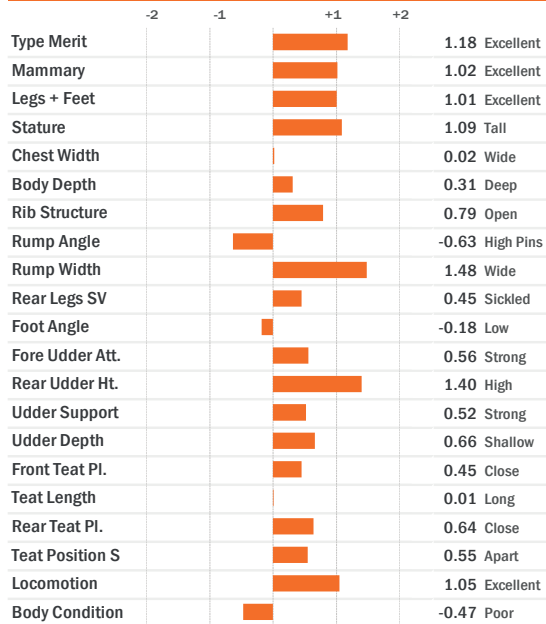 -2 -1 +1 +2
Type Merit 1.18 Excellent
Mammary 1.02 Excellent
Legs + Feet 1.01 Excellent
Stature 1.09 Tall
Chest Width 0.02 Wide
Body Depth 0.31 Deep
Rib Structure 0.79 Open
Rump Angle -0.63 High Pins
Rump Width 1.48 Wide
Rear Legs SV 0.45 Sickled
Foot Angle -0.18 Low
Fore Udder Att. 0.56 Strong
Rear Udder Ht. 1.40 High
Udder Support 0.52 Strong
Udder Depth 0.66 Shallow
Front Teat Pl. 0.45 Close
Teat Length 0.01 Long
Rear Teat Pl. 0.64 Close
Teat Position S 0.55 Apart
Locomotion 1.05 Excellent
Body Condition -0.47 Poor